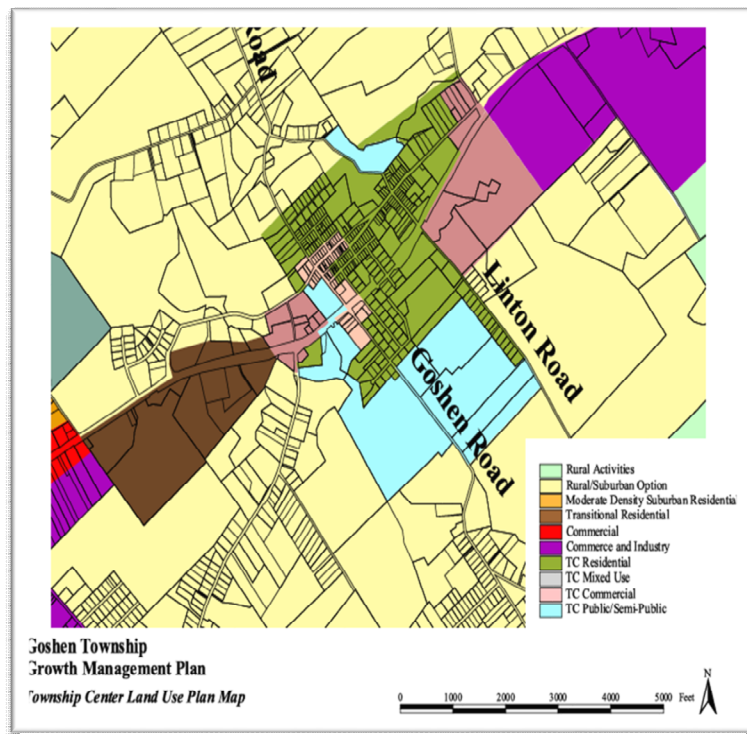 Road
Linton Road
Goshen Road
Rural Activities
Rural/Suburban Option
Moderate Density Suburban Residential
Transitional Residential
Commercial
Commerce and Industry
TC Residential
TC Mixed Use
TC Commercial
TC Public/Semi-Public
Goshen Township
Growth Management Plan
Township Center Land Use Plan Map
0 1000 2000 3000 4000 5000 Feet
N